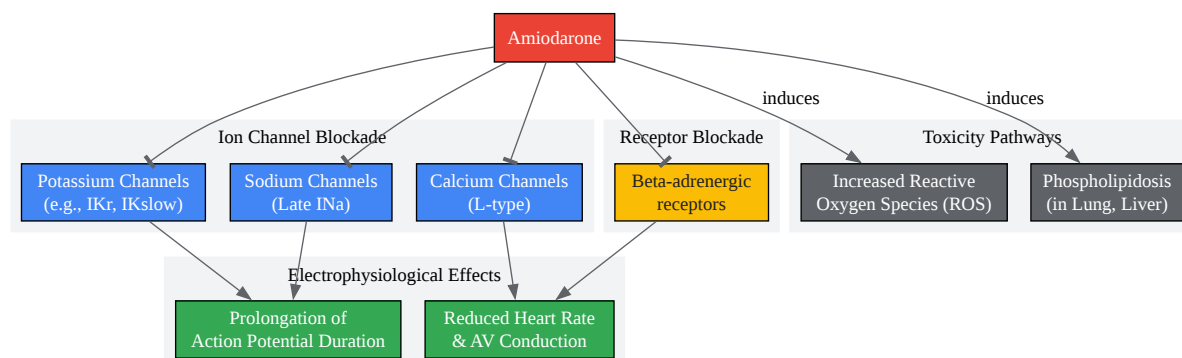 Amiodarone
induces
induces
Ion Channel Blockade
Receptor Blockade
Toxicity Pathways
Potassium Channels
(e.g., IKr, IKslow)
Sodium Channels
(Late INa)
Calcium Channels
(L-type)
Beta-adrenergic
receptors
Increased Reactive
Oxygen Species (ROS)
Phospholipidosis
(in Lung, Liver)
Electrophysiological Effects
Prolongation of
Action Potential Duration
Reduced Heart Rate
& AV Conduction